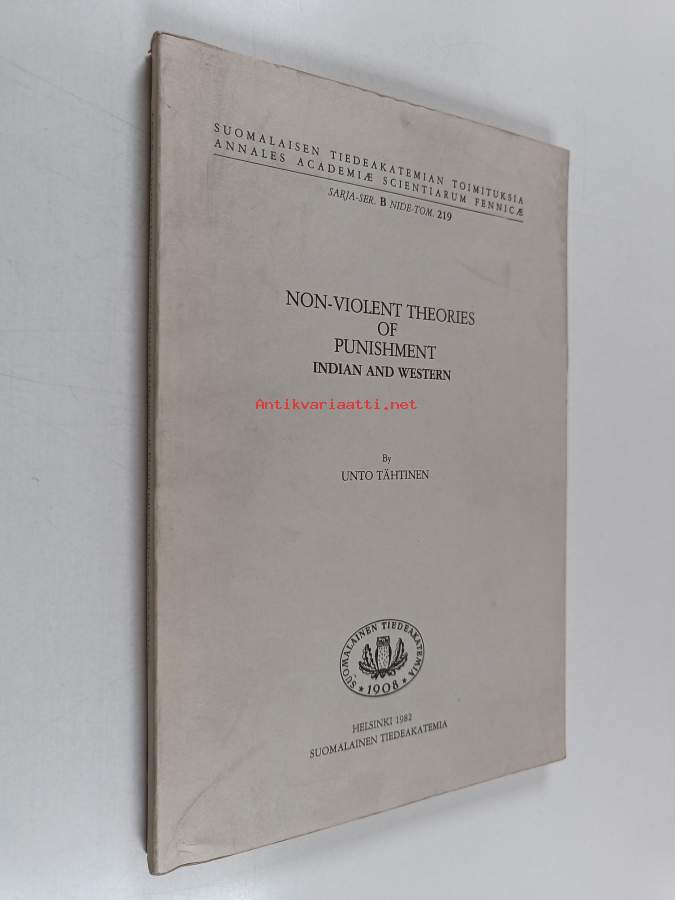 SUOMALAISEN TIEDEAKATEMIAN TOIMITUKSIA
ANNALES ACADEMIÆ SCIENTIARUM FENNICÆ
SARJA-SER. B NIDE-TOM. 219
NON-VIOLENT THEORIES
OF
PUNISHMENT
INDIAN AND WESTERN
Antikvariaatti.net
By
UNTO TÄHTINEN
SUOMALAINEN TIEDEAKATEMIA
★ 1908 ★
HELSINKI 1982
SUOMALAINEN TIEDEAKATEMIA